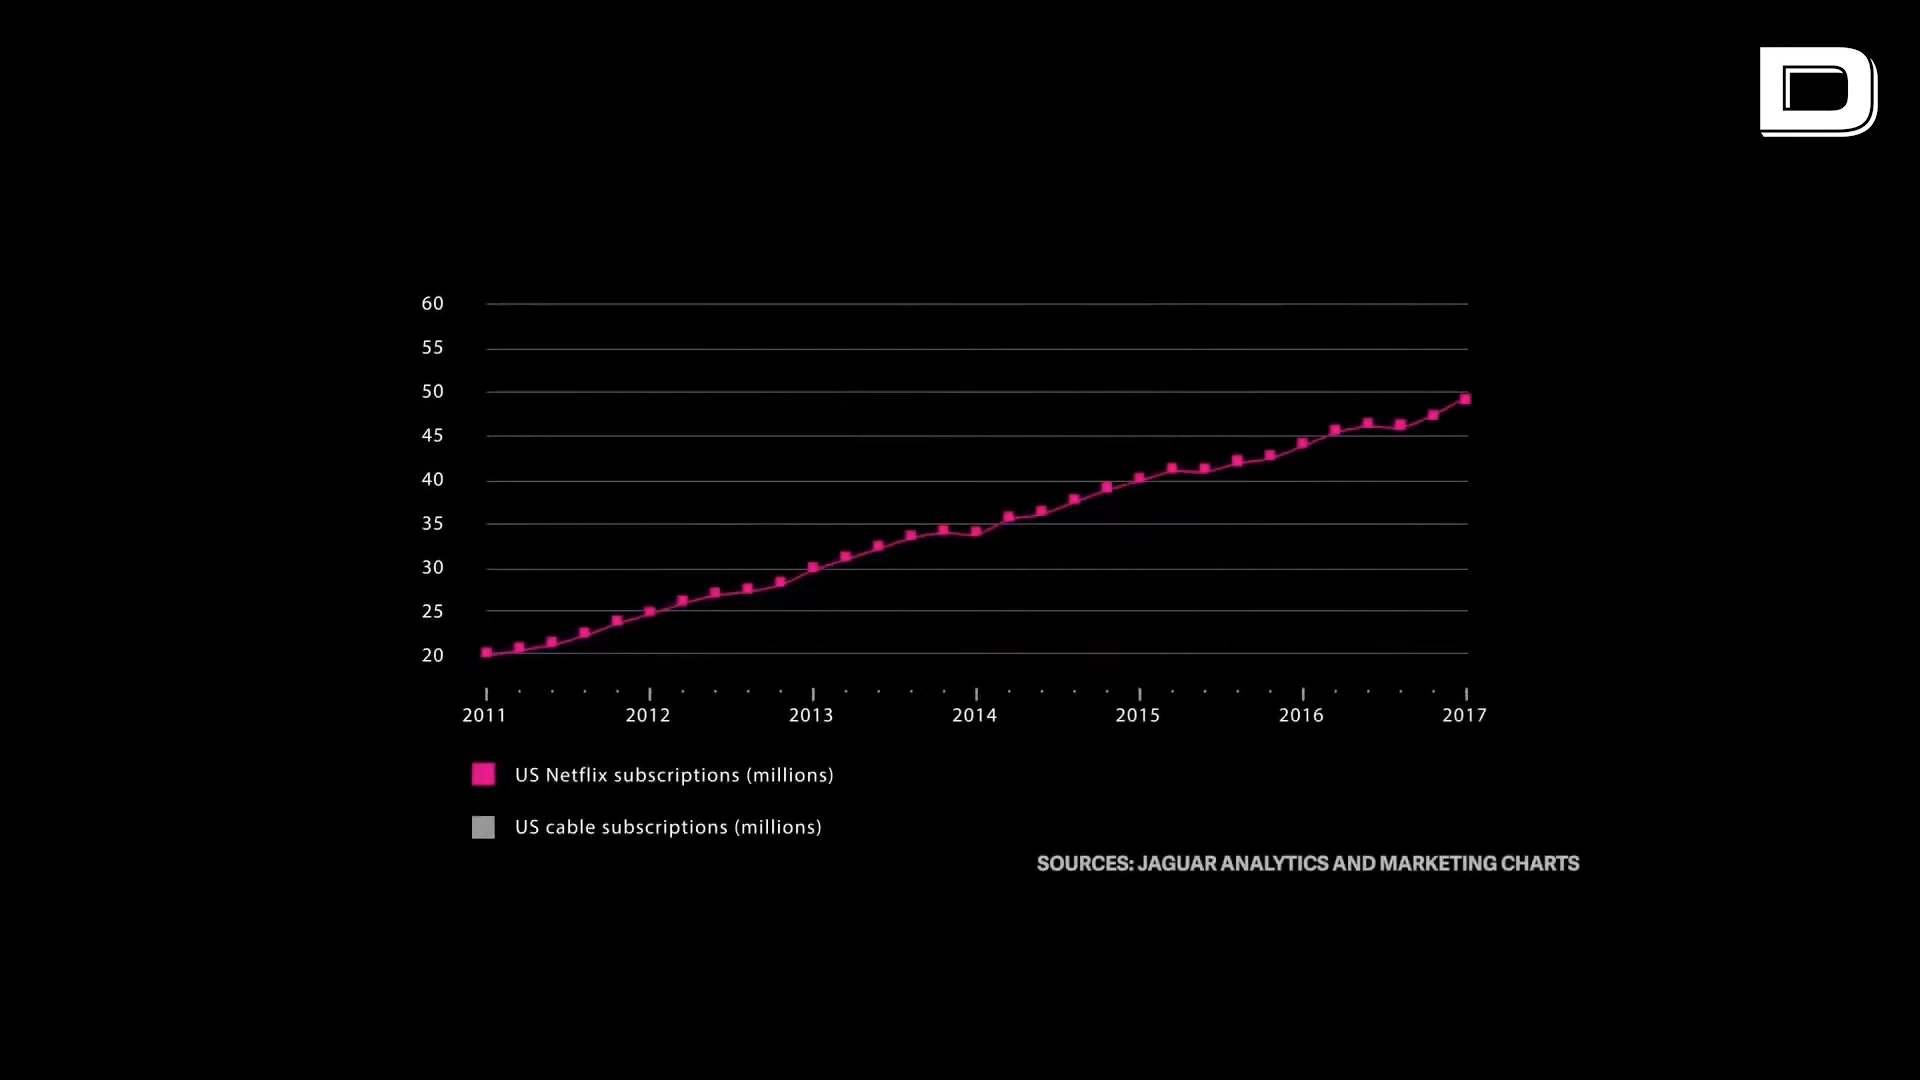 D
60
55
50
45
40
35
30
25
20
2011 2012 2013 2014 2015 2016 2017
US Netflix subscriptions (millions)
US cable subscriptions (millions)
SOURCES: JAGUAR ANALYTICS AND MARKETING CHARTS